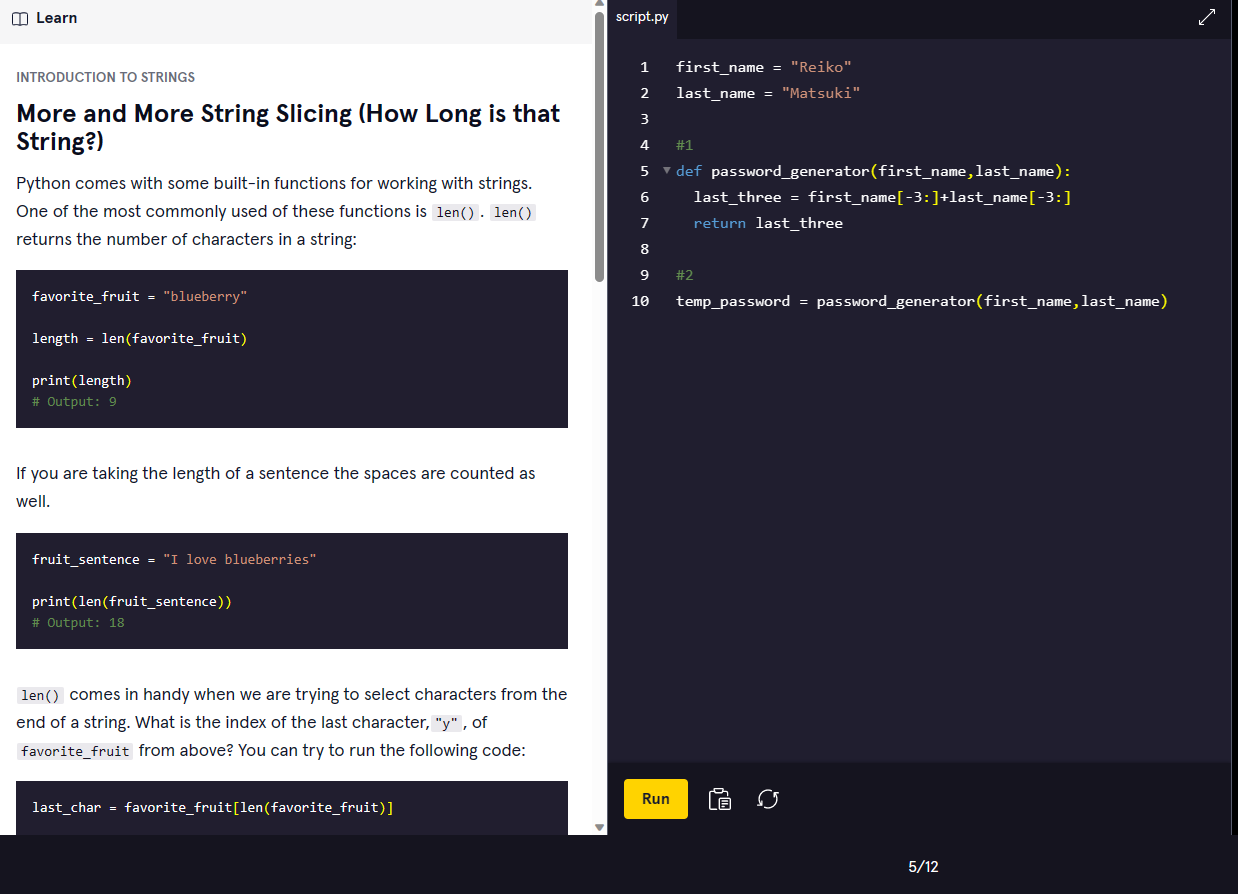 Learn
INTRODUCTION TO STRINGS
More and More String Slicing (How Long is that
String?)
Python comes with some built-in functions for working with strings.
One of the most commonly used of these functions is len(). len()
returns the number of characters in a string:
favorite_fruit = "blueberry"
length = len(favorite_fruit)
print(length)
# Output: 9
If you are taking the length of a sentence the spaces are counted as
well.
fruit_sentence = "I love blueberries"
print(len(fruit_sentence))
# Output: 18
len() comes in handy when we are trying to select characters from the
end of a string. What is the index of the last character, "y", of
favorite_fruit from above? You can try to run the following code:
last_char = favorite_fruit[len(favorite_fruit)]
script.py
1 first_name = "Reiko"
2 last_name = "Matsuki"
3
4 #1
5 def password_generator(first_name,last_name):
6 last_three = first_name[-3:]+last_name[-3:]
7 return last_three
8
9 #2
10 temp_password = password_generator(first_name,last_name)
Run
5/12